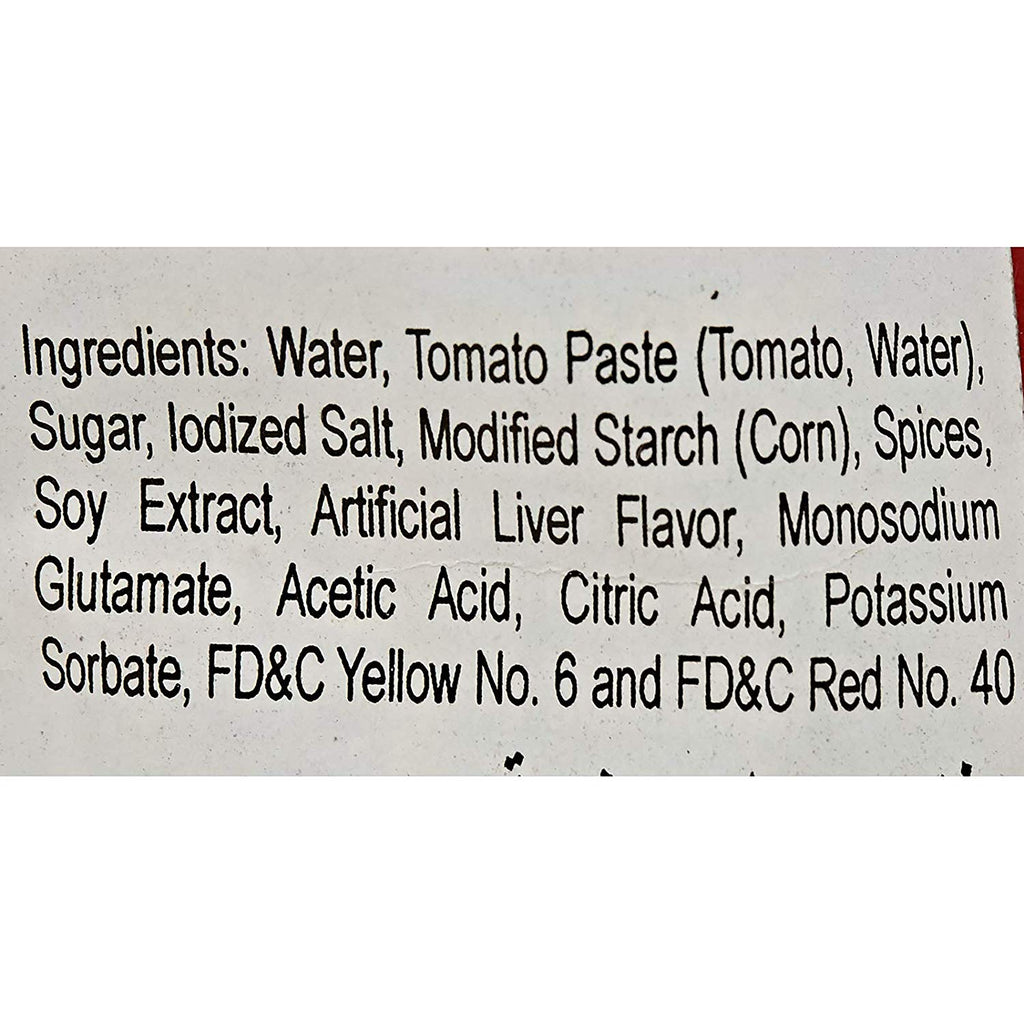 Ingredients: Water, Tomato Paste (Tomato, Water),
Sugar, Iodized Salt, Modified Starch (Corn), Spices,
Soy Extract, Artificial Liver Flavor, Monosodium
Glutamate, Acetic Acid, Citric Acid, Potassium
Sorbate, FD&C Yellow No. 6 and FD&C Red No. 40